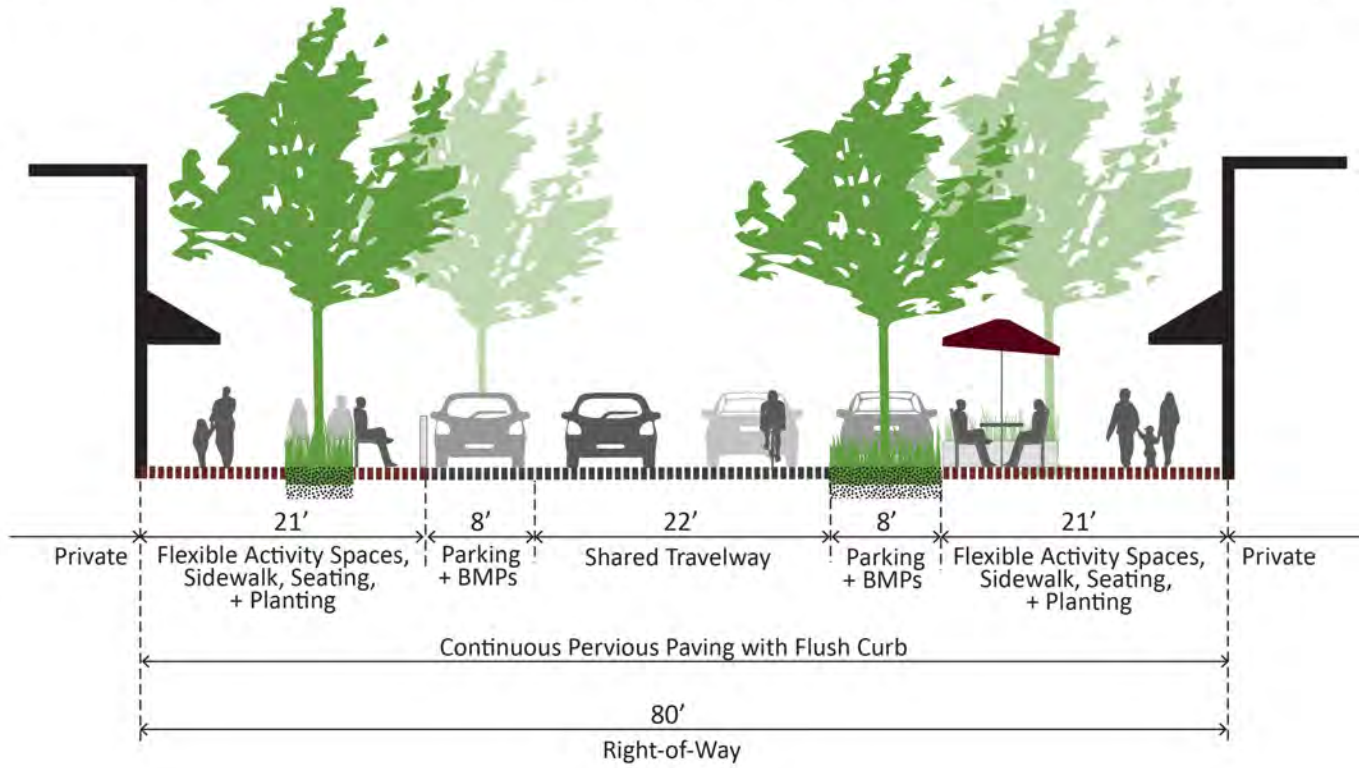 21’ 8’ 22’ 8’ 21’
Private Flexible Activity Spaces, Parking Shared Travelway Parking Flexible Activity Spaces, Private
Sidewalk, Seating, + BMPs + BMPs Sidewalk, Seating,
+ Planting + Planting
Continuous Pervious Paving with Flush Curb
80’
Right-of-Way